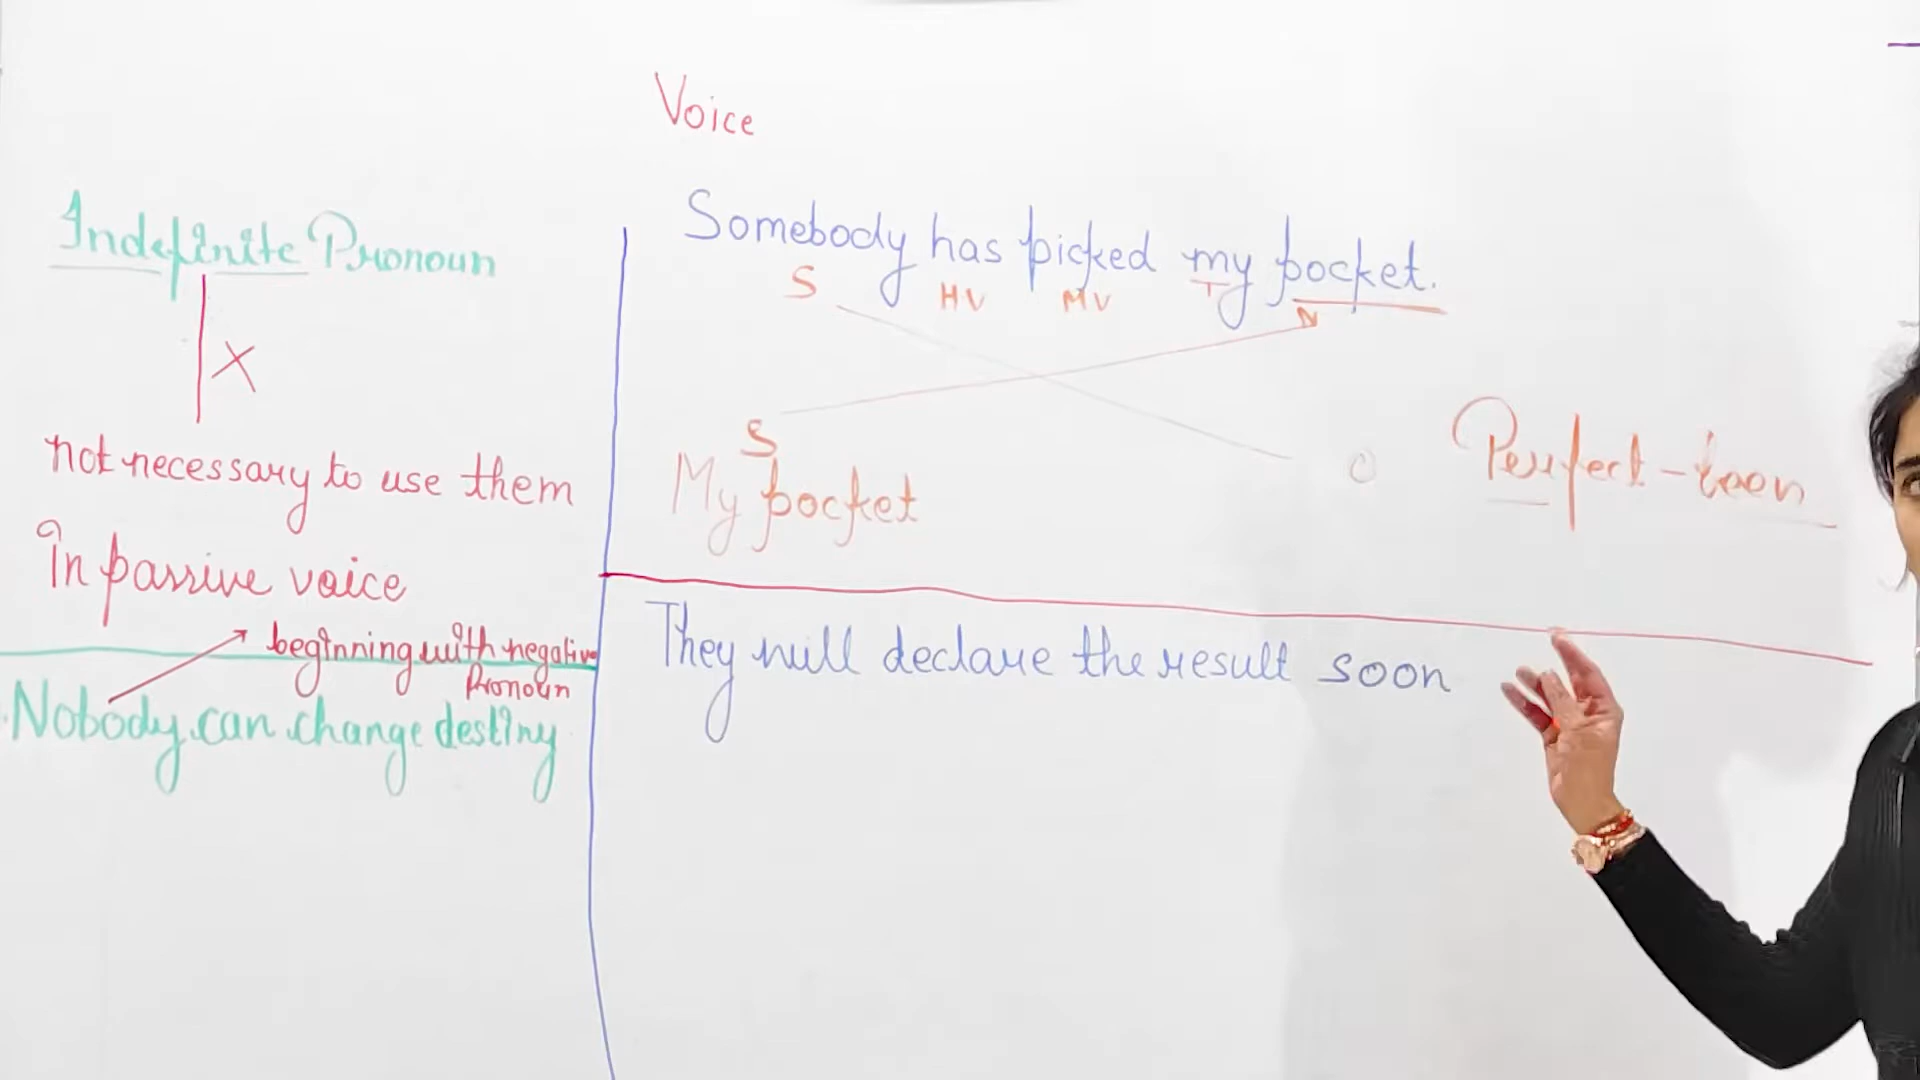 Voice
Indefinite Pronoun
X
not necessary to use them
In passive voice
beginning with negative
Pronoun
Nobody can change destiny
Somebody has picked my pocket.
S HV MV T N
S O
My pocket
Perfect - been
They will declare the result soon